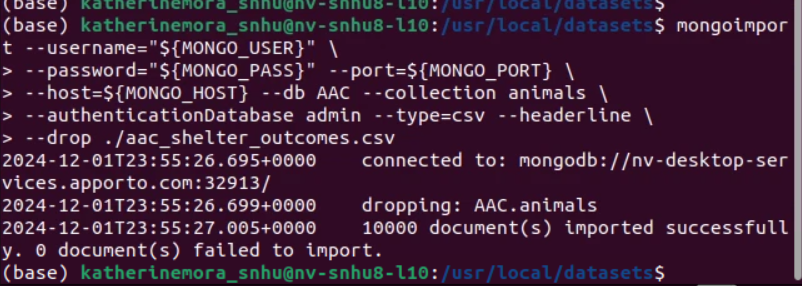 (base) katherinemora_snhu@nv-snhu8-l10:/usr/local/datasets$
(base) katherinemora_snhu@nv-snhu8-l10:/usr/local/datasets$ mongoimpor
t --username="${MONGO_USER}" \
> --password="${MONGO_PASS}" --port=${MONGO_PORT} \
> --host=${MONGO_HOST} --db AAC --collection animals \
> --authenticationDatabase admin --type=csv --headerline \
> --drop ./aac_shelter_outcomes.csv
2024-12-01T23:55:26.695+0000    connected to: mongodb://nv-desktop-ser
vices.apporto.com:32913/
2024-12-01T23:55:26.699+0000    dropping: AAC.animals
2024-12-01T23:55:27.005+0000    10000 document(s) imported successfull
y. 0 document(s) failed to import.
(base) katherinemora_snhu@nv-snhu8-l10:/usr/local/datasets$